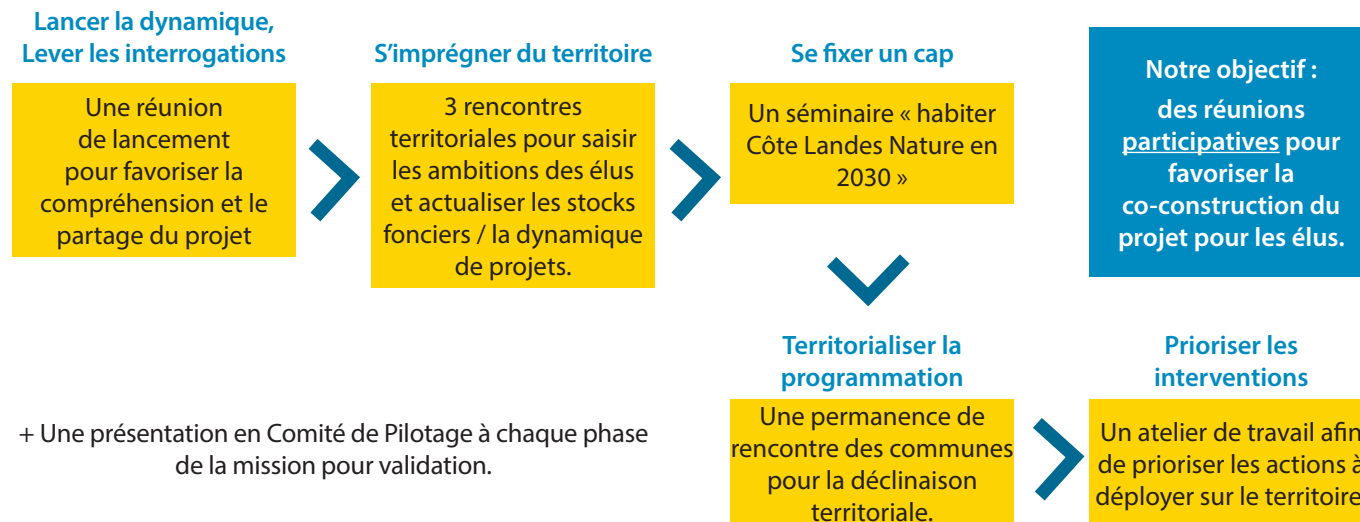 Lancer la dynamique,
Lever les interrogations
Une réunion
de lancement
pour favoriser la
compréhension et le
partage du projet
S'imprégner du territoire
3 rencontres
territoriales pour saisir
les ambitions des élus
et actualiser les stocks
fonciers / la dynamique
de projets.
Se fixer un cap
Un séminaire « habiter
Côte Landes Nature en
2030 »
Notre objectif :
des réunions
participatives pour
favoriser la
co-construction du
projet pour les élus.
Territorialiser la
programmation
Une permanence de
rencontre des communes
pour la déclinaison
territoriale.
Prioriser les
interventions
Un atelier de travail afin
de prioriser les actions à
déployer sur le territoire
+ Une présentation en Comité de Pilotage à chaque phase
de la mission pour validation.